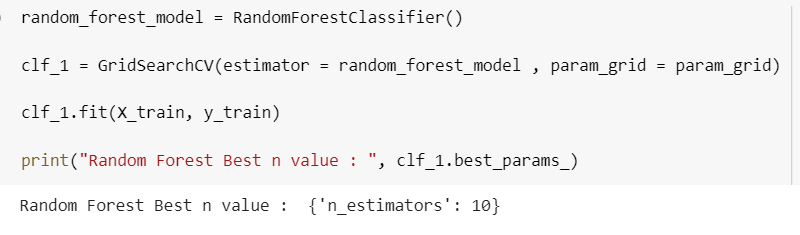 random_forest_model = RandomForestClassifier()
clf_1 = GridSearchCV(estimator = random_forest_model , param_grid = param_grid)
clf_1.fit(X_train, y_train)
print("Random Forest Best n value : ", clf_1.best_params_)
Random Forest Best n value :  {'n_estimators': 10}